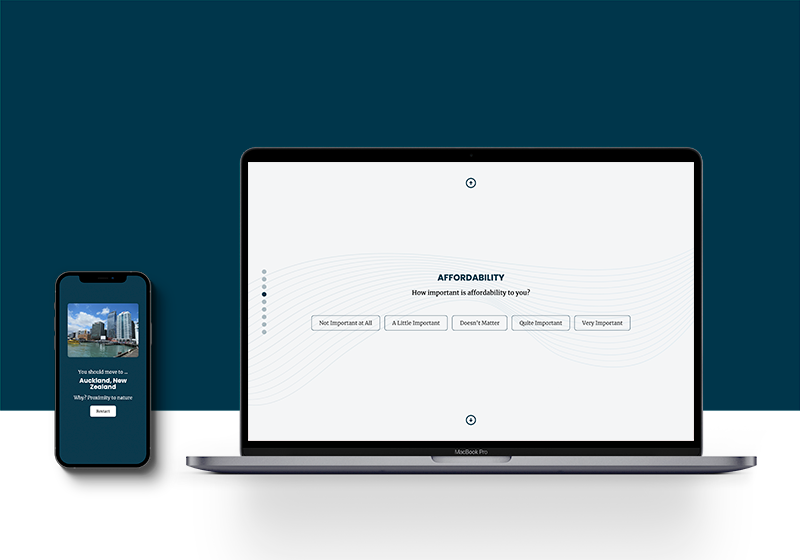 AFFORDABILITY
How important is affordability to you?
Not Important at All
A Little Important
Doesn't Matter
Quite Important
Very Important
MacBook Pro
You should move to ...
Auckland, New
Zealand
Why? Proximity to nature
Restart